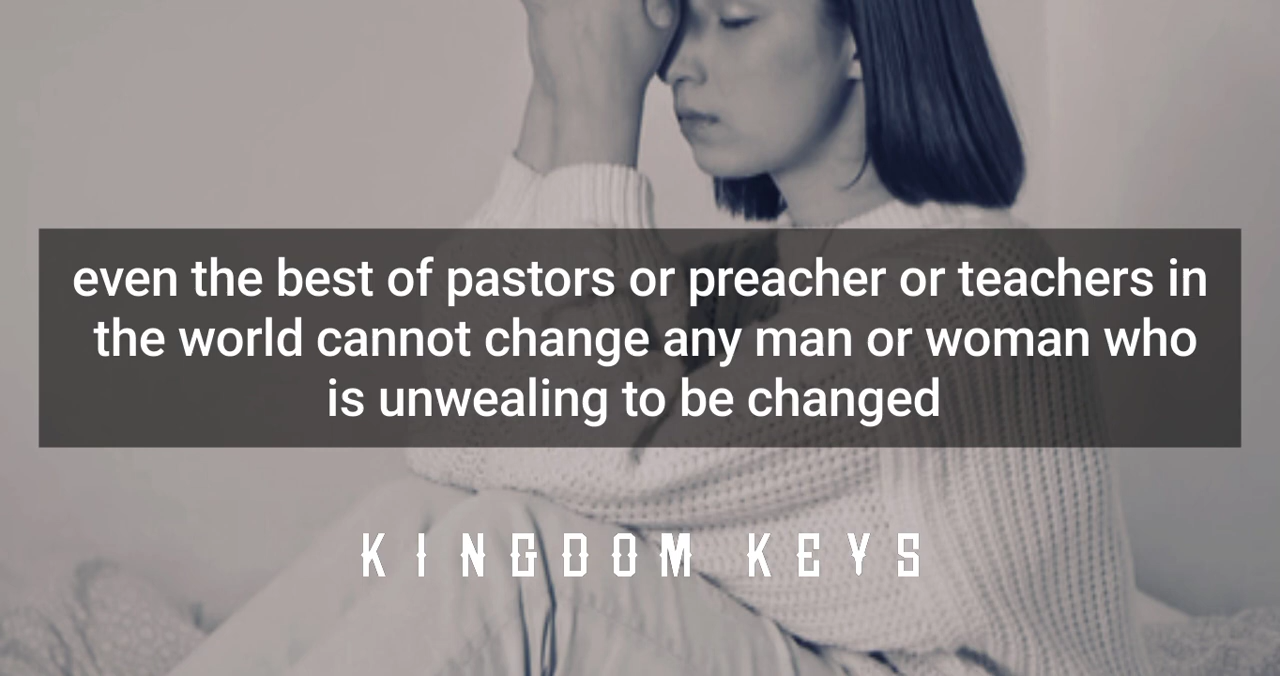 even the best of pastors or preacher or teachers in
the world cannot change any man or woman who
is unwealing to be changed
KINGDOM KEYS